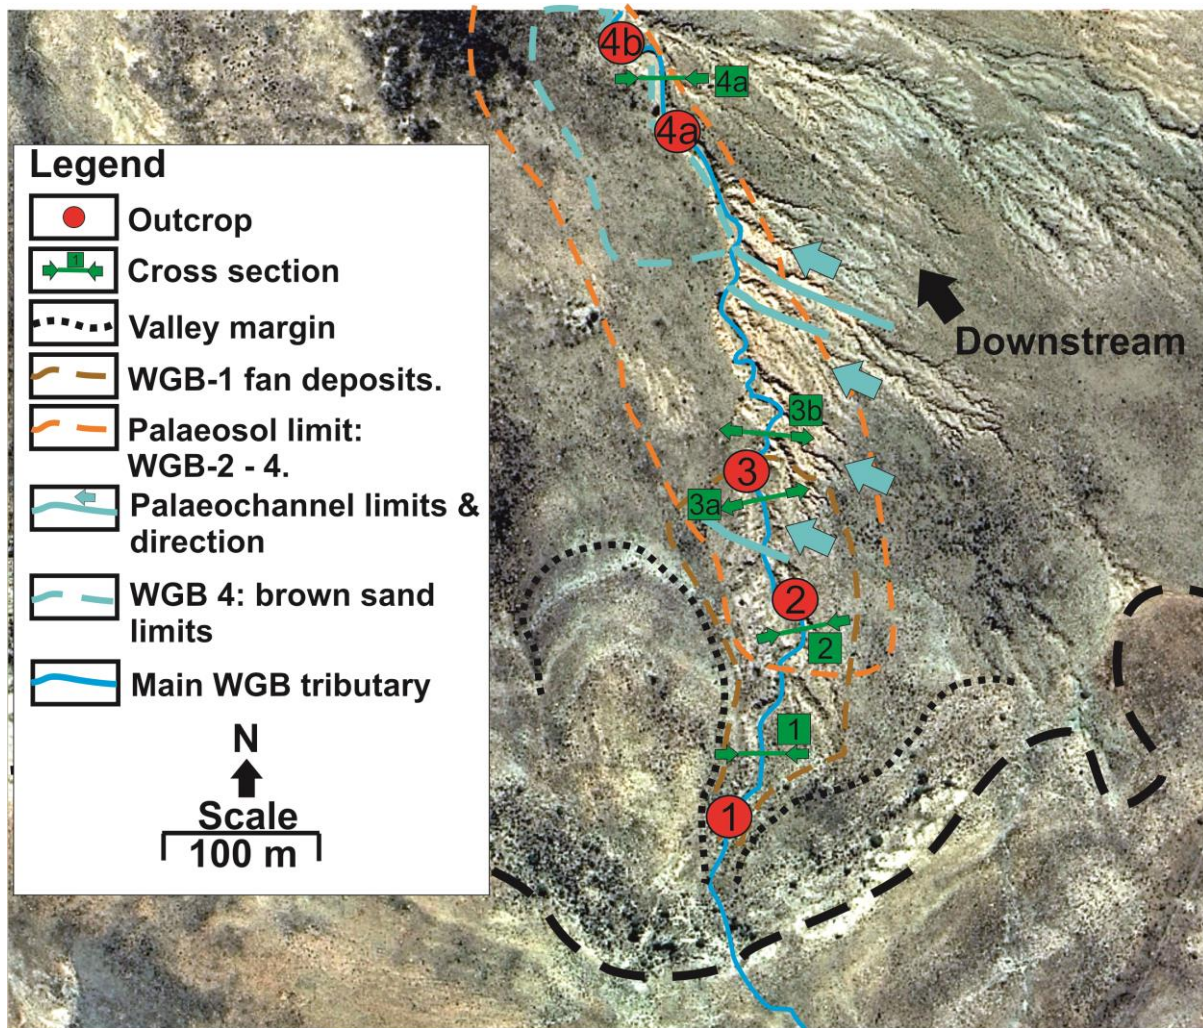 4b
4a
4a
Legend
Outcrop
1
Cross section
Valley margin
WGB-1 fan deposits.
Palaeosol limit:
WGB-2 - 4.
Palaeochannel limits &
direction
WGB 4: brown sand
limits
Main WGB tributary
N
Scale
100 m
Downstream
3b
3
3a
2
2
1
1